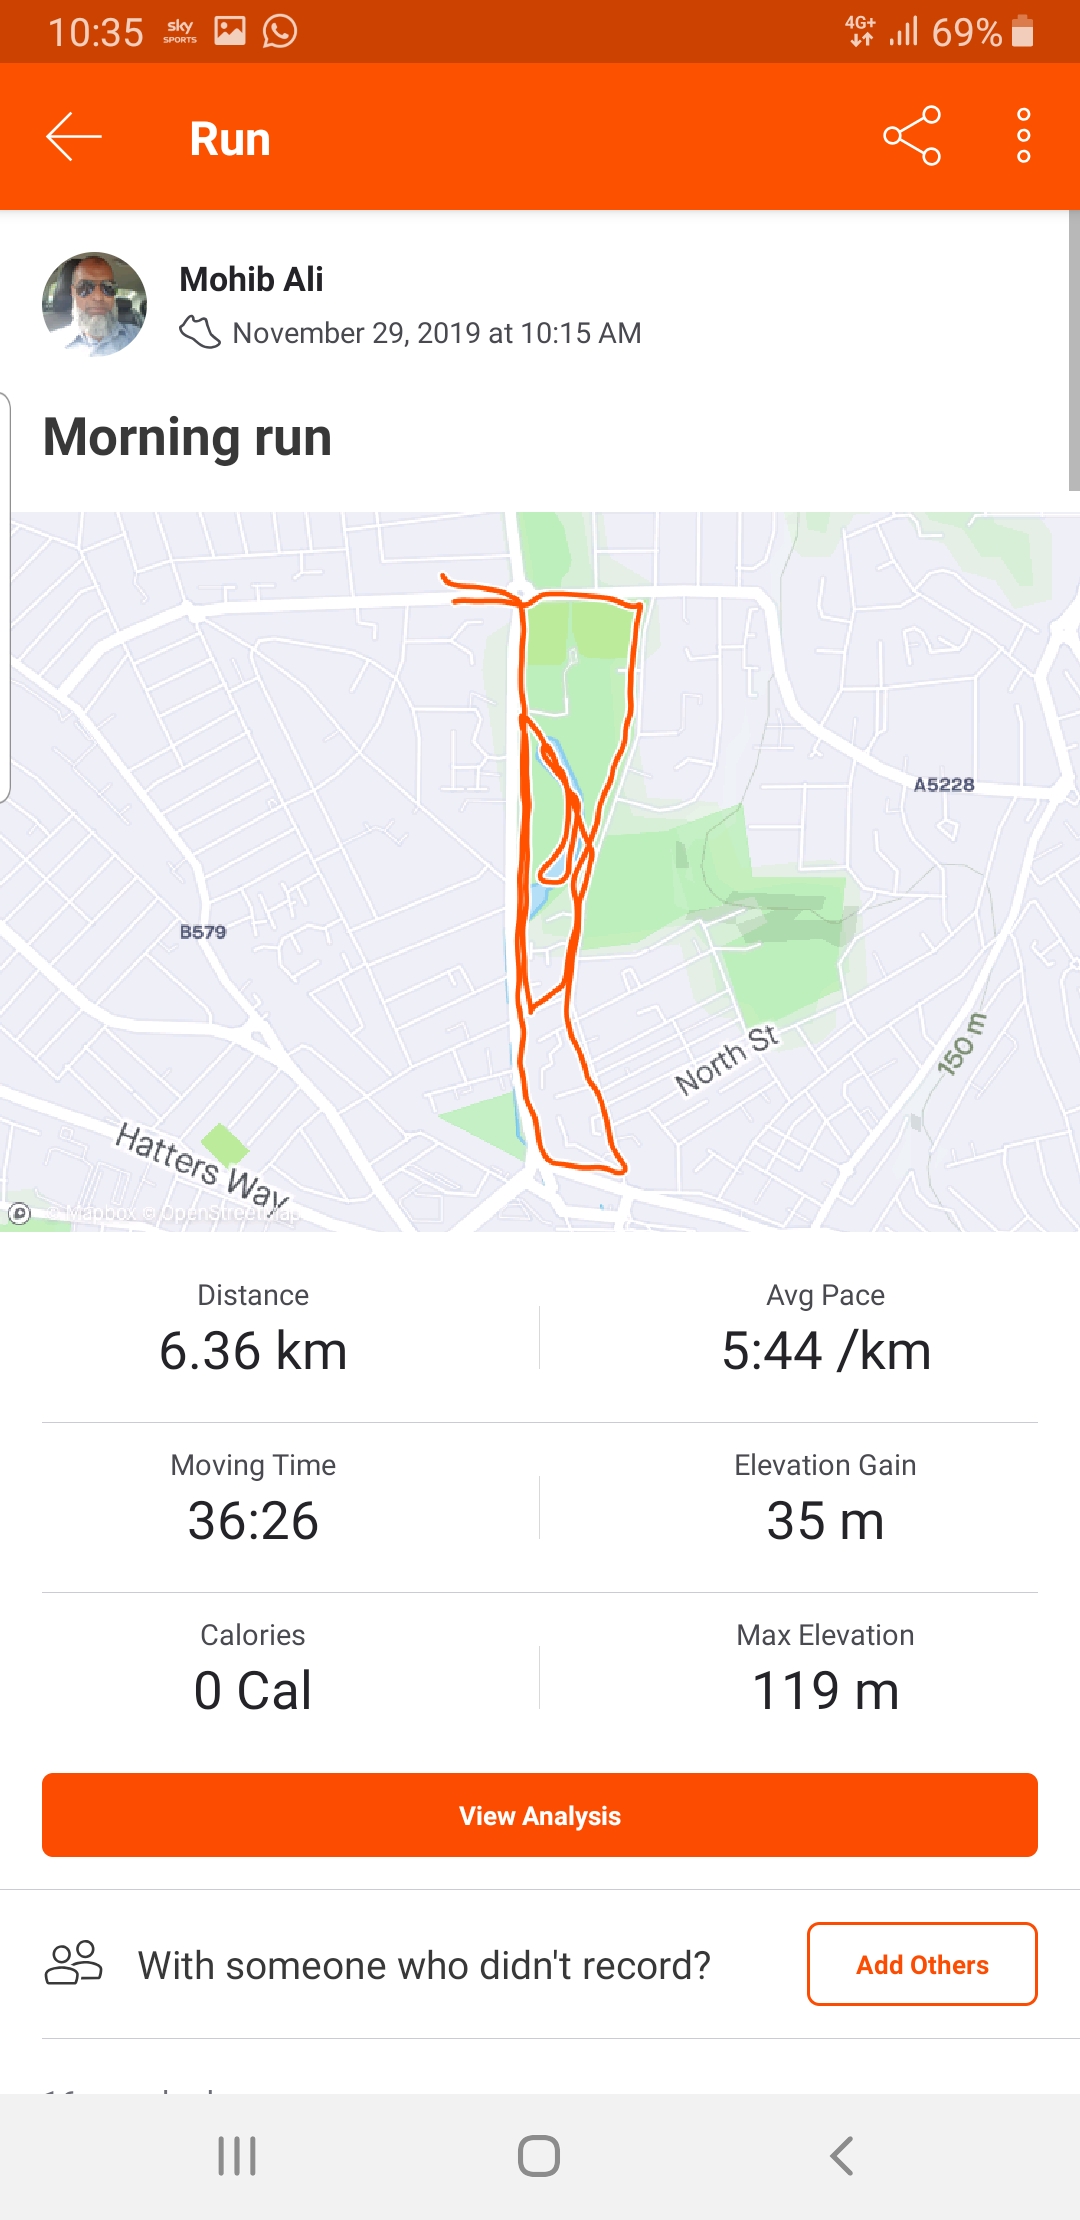 10:35 sky SPORTS 4G+ 69%
Run
Mohib Ali
November 29, 2019 at 10:15 AM
Morning run
A5228
B579
North St
150 m
Hatters Way
© Mapbox © OpenStreetMap
Distance
6.36 km
Avg Pace
5:44 /km
Moving Time
36:26
Elevation Gain
35 m
Calories
0 Cal
Max Elevation
119 m
View Analysis
With someone who didn't record?
Add Others